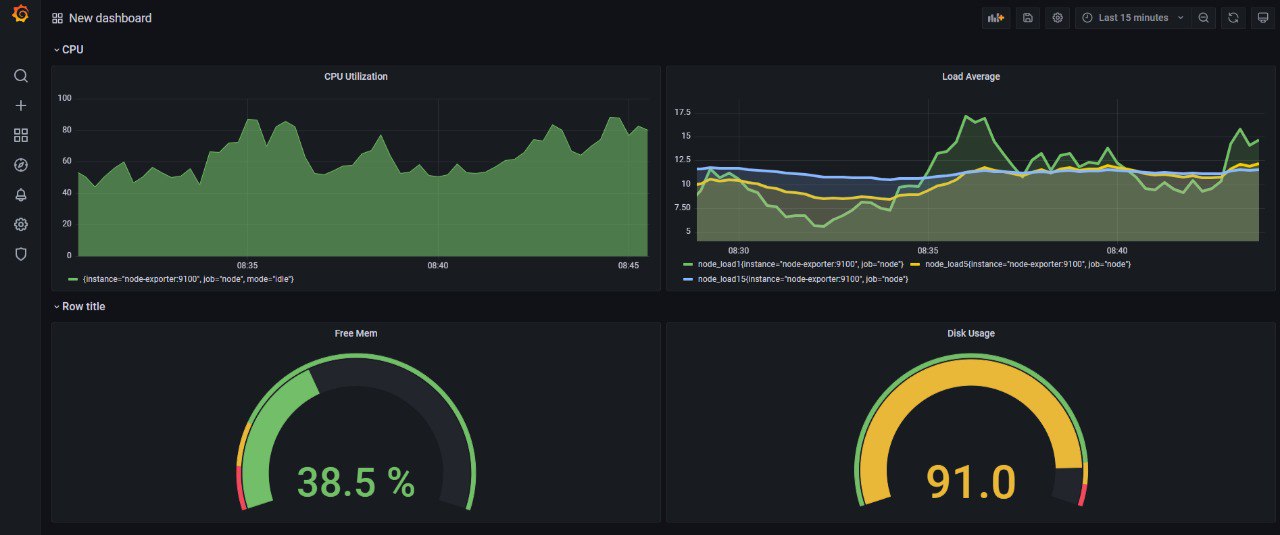 New dashboard
Last 15 minutes
CPU
CPU Utilization
100
80
60
40
20
0
08:35
08:40
08:45
{instance="node-exporter:9100", job="node", mode="idle"}
Load Average
17.5
15
12.5
10
7.50
5
08:30
08:35
08:40
node_load1{instance="node-exporter:9100", job="node"}
node_load5{instance="node-exporter:9100", job="node"}
node_load15{instance="node-exporter:9100", job="node"}
Row title
Free Mem
38.5 %
Disk Usage
91.0